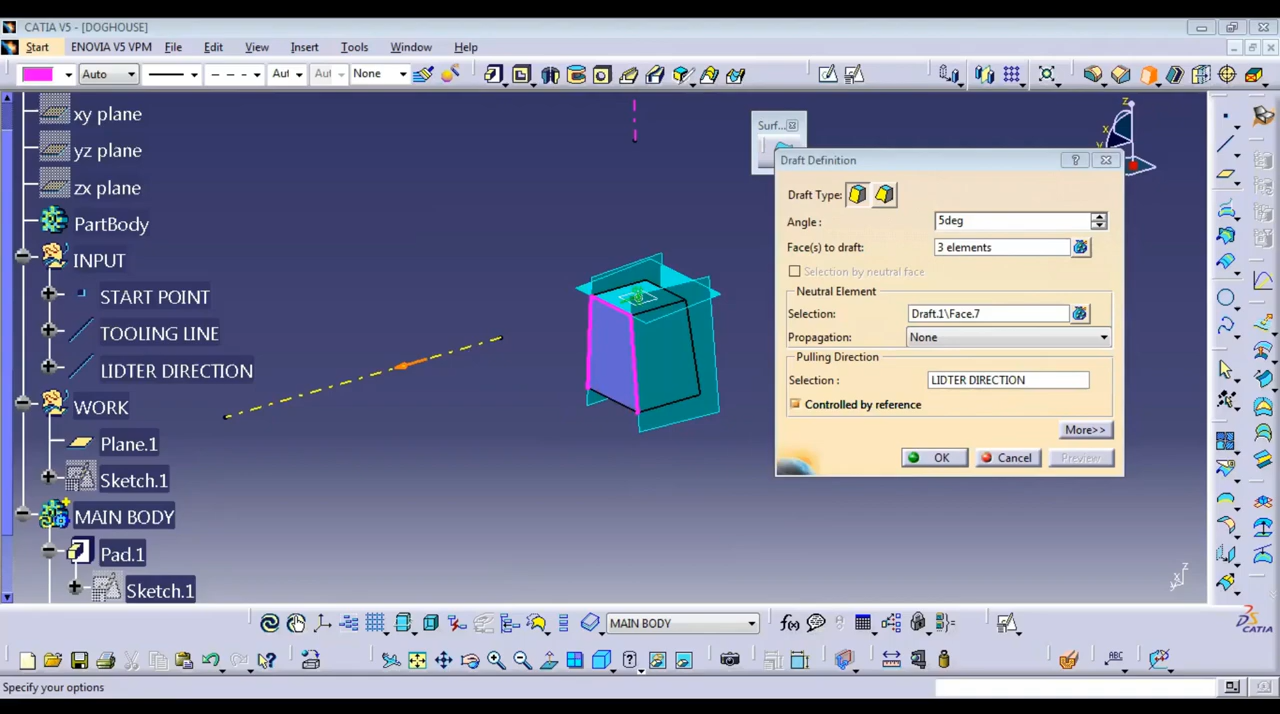 CATIA V5 - [DOGHOUSE]
Start ENOVIA V5 VPM File Edit View Insert Tools Window Help
Auto Aut Aut None
xy plane
yz plane
zx plane
PartBody
INPUT
START POINT
TOOLING LINE
LIDTER DIRECTION
WORK
Plane.1
Sketch.1
MAIN BODY
Pad.1
Sketch.1
z
x
y
Surf...
Draft Definition
Draft Type:
Angle :
5deg
Face(s) to draft:
3 elements
Selection by neutral face
Neutral Element
Selection:
Draft.1\Face.7
Propagation:
None
Pulling Direction
Selection :
LIDTER DIRECTION
Controlled by reference
More>>
OK
Cancel
Preview
z
x
y
MAIN BODY
f(x)
ABC
CATIA
Specify your options